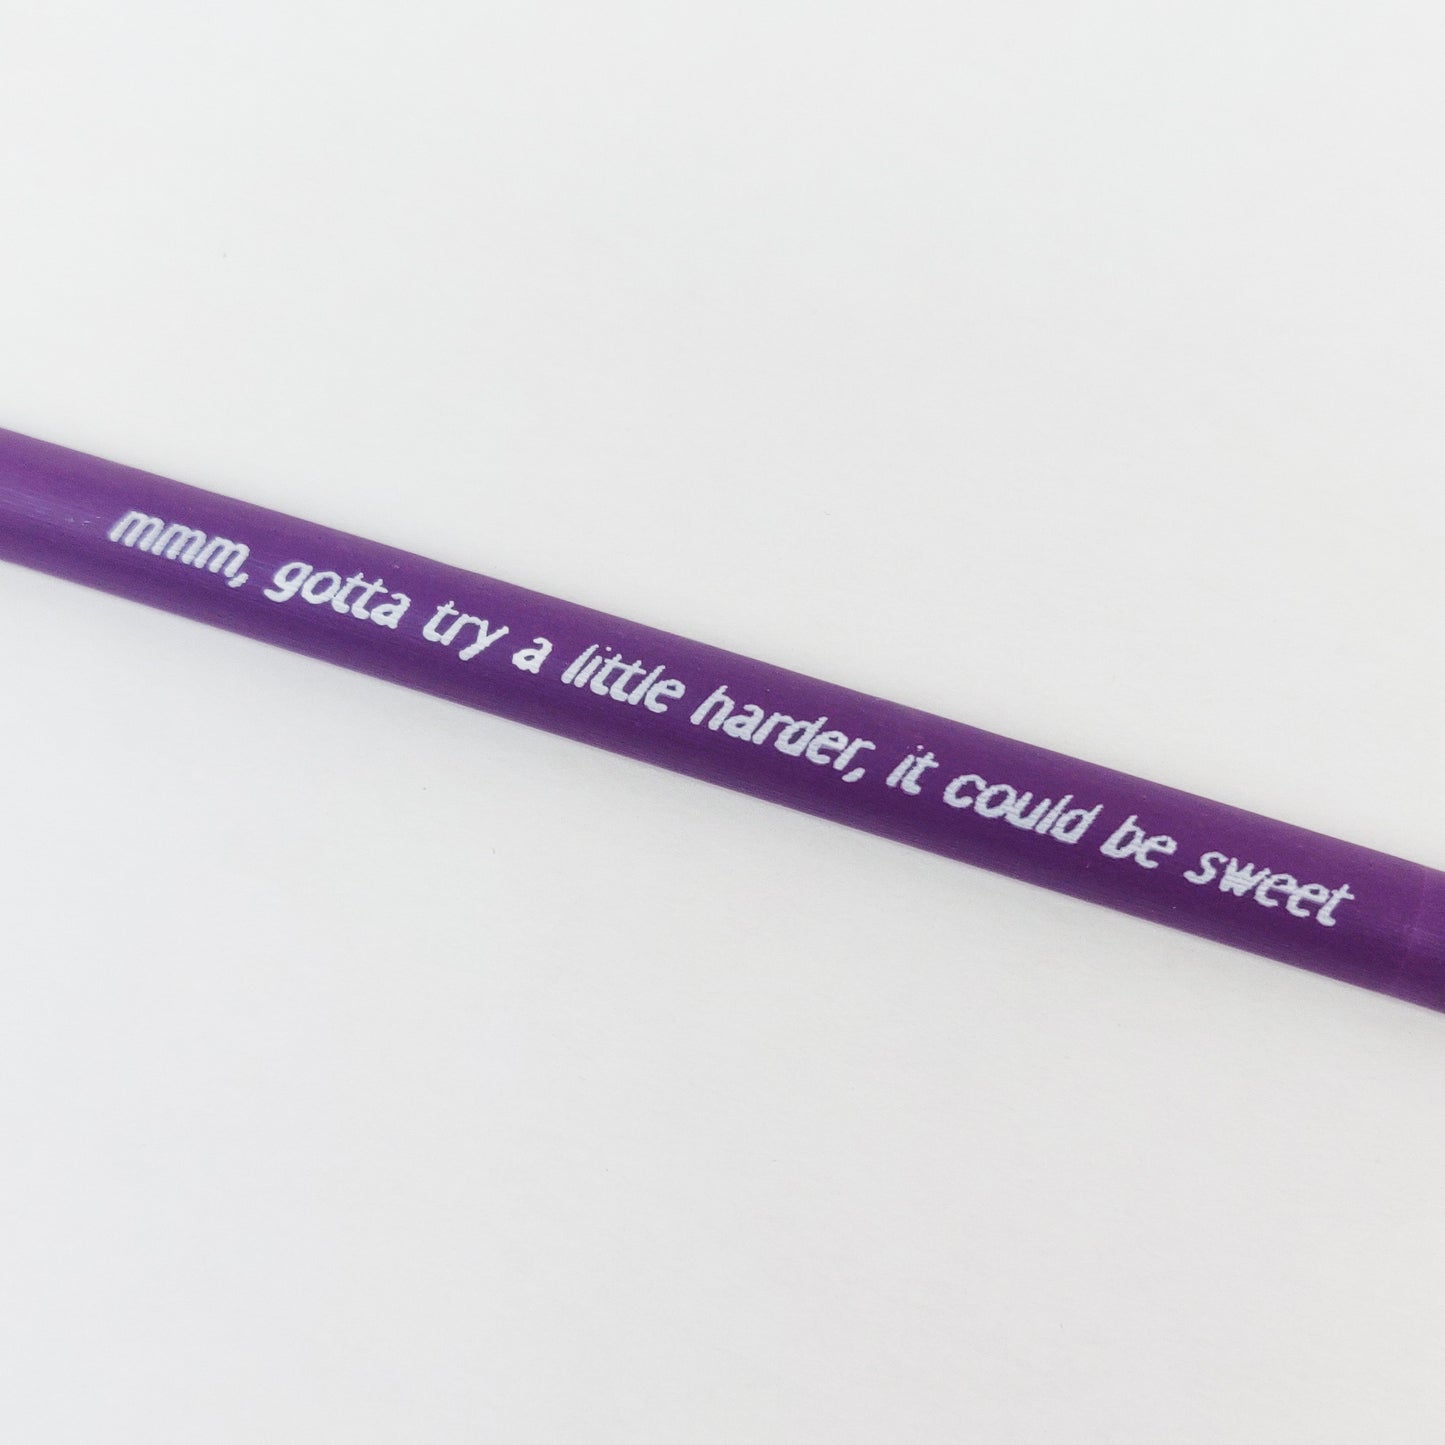 mmm, gotta try a little harder, it could be sweet